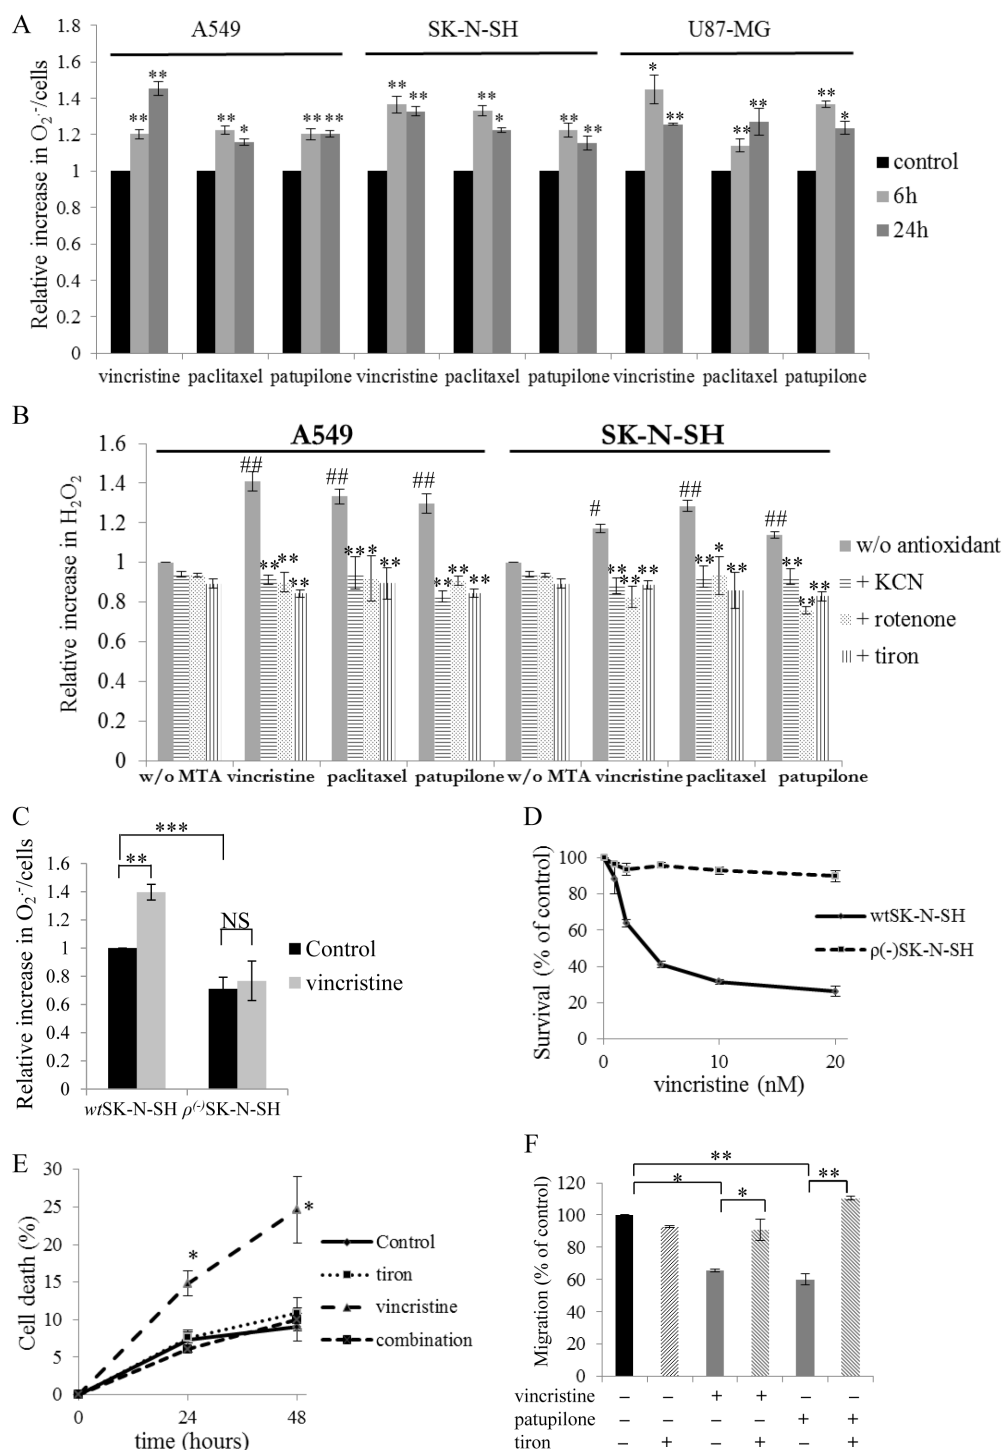 A
A549 SK-N-SH U87-MG
Relative increase in O2·-/cells
1.8
1.6
1.4
1.2
1
0.8
0.6
0.4
0.2
0
** ** ** * ** ** ** ** ** * ** ** * ** ** ** ** *
control
6h
24h
vincristine paclitaxel patupilone vincristine paclitaxel patupilone vincristine paclitaxel patupilone
B
A549 SK-N-SH
Relative increase in H2O2
1.6
1.4
1.2
1
0.8
0.6
0.4
0.2
0
## ## ## # ## ##
** ** ** *** * ** ** ** ** ** ** ** ** * ** ** ** **
w/o antioxidant
+ KCN
+ rotenone
+ tiron
w/o MTA vincristine paclitaxel patupilone w/o MTA vincristine paclitaxel patupilone
C
Relative increase in O2·-/cells
1.6
1.4
1.2
1
0.8
0.6
0.4
0.2
0
***
**
NS
Control
vincristine
wtSK-N-SH ρ(-)SK-N-SH
D
Survival (% of control)
100
80
60
40
20
0
0 10 20
vincristine (nM)
wtSK-N-SH
ρ(-)SK-N-SH
E
Cell death (%)
30
25
20
15
10
5
0
* *
0 24 48
time (hours)
Control
tiron
vincristine
combination
F
Migration (% of control)
120
100
80
60
40
20
0
**
* * **
vincristine – – + + – –
patupilone – – – – + +
tiron – + – + – +